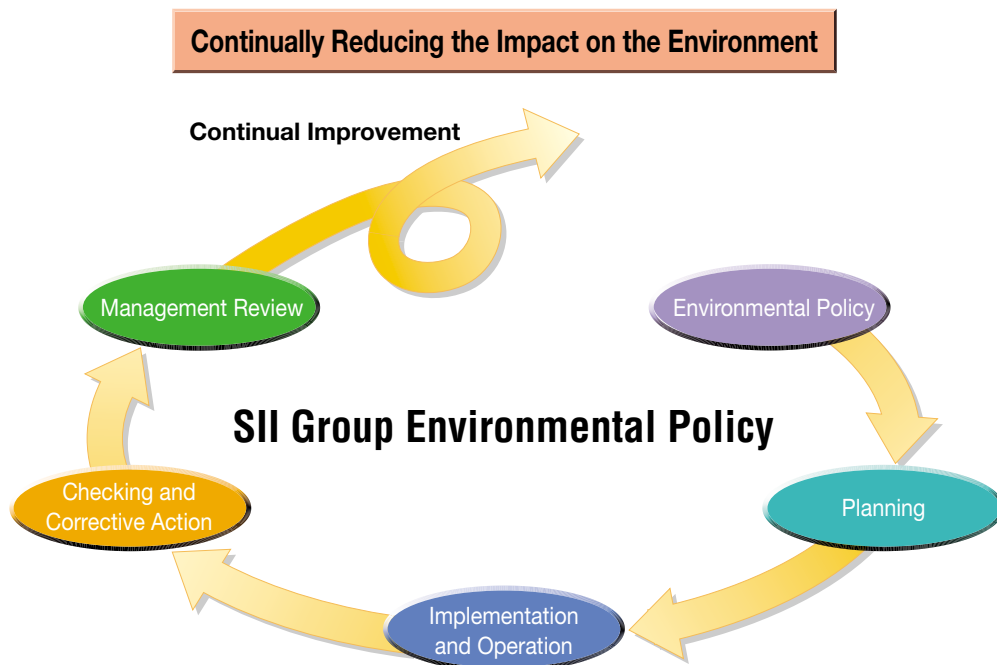 Continually Reducing the Impact on the Environment
Continual Improvement
Management Review
Environmental Policy
SII Group Environmental Policy
Checking and
Corrective Action
Planning
Implementation
and Operation